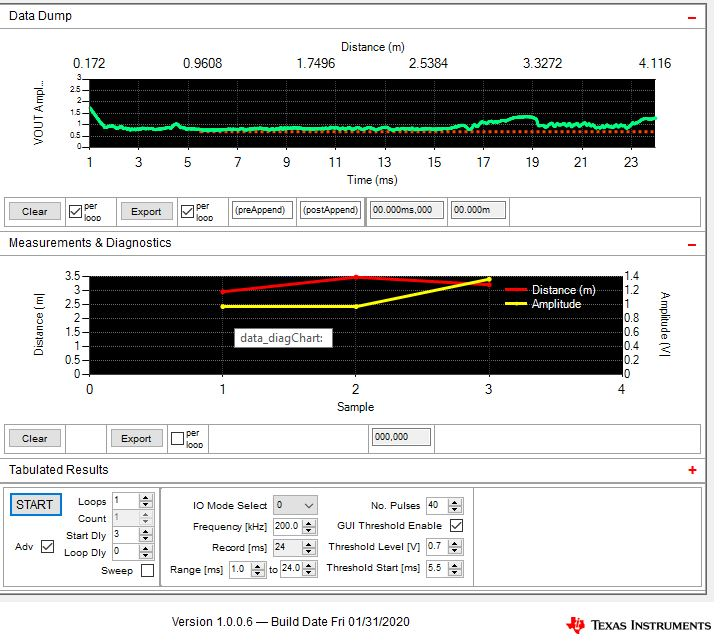 Data Dump
Distance (m)
0.172 0.9608 1.7496 2.5384 3.3272 4.116
VOUT Ampl..
3
2.5
2
1.5
1
0.5
0
1 3 5 7 9 11 13 15 17 19 21 23
Time (ms)
Clear per loop Export per loop (preAppend) (postAppend) 00.000ms,000 00.000m
Measurements & Diagnostics
Distance (m|
3.5
3
2.5
2
1.5
1
0.5
0
Distance (m)
Amplitude
data_diagChart:
1.4
1.2
1
0.8
0.6
0.4
0.2
0
Amplitude (V|
0 1 2 3 4
Sample
Clear Export per loop 000,000
Tabulated Results
START Loops 1 IO Mode Select 0 No. Pulses 40
Count 1 Frequency [kHz] 200.0 GUI Threshold Enable
Start Dly 3 Record [ms] 24 Threshold Level [V] 0.7
Adv Loop Dly 0 Range [ms] 1.0 to 24.0 Threshold Start [ms] 5.5
Sweep
Version 1.0.0.6 — Build Date Fri 01/31/2020
TEXAS INSTRUMENTS